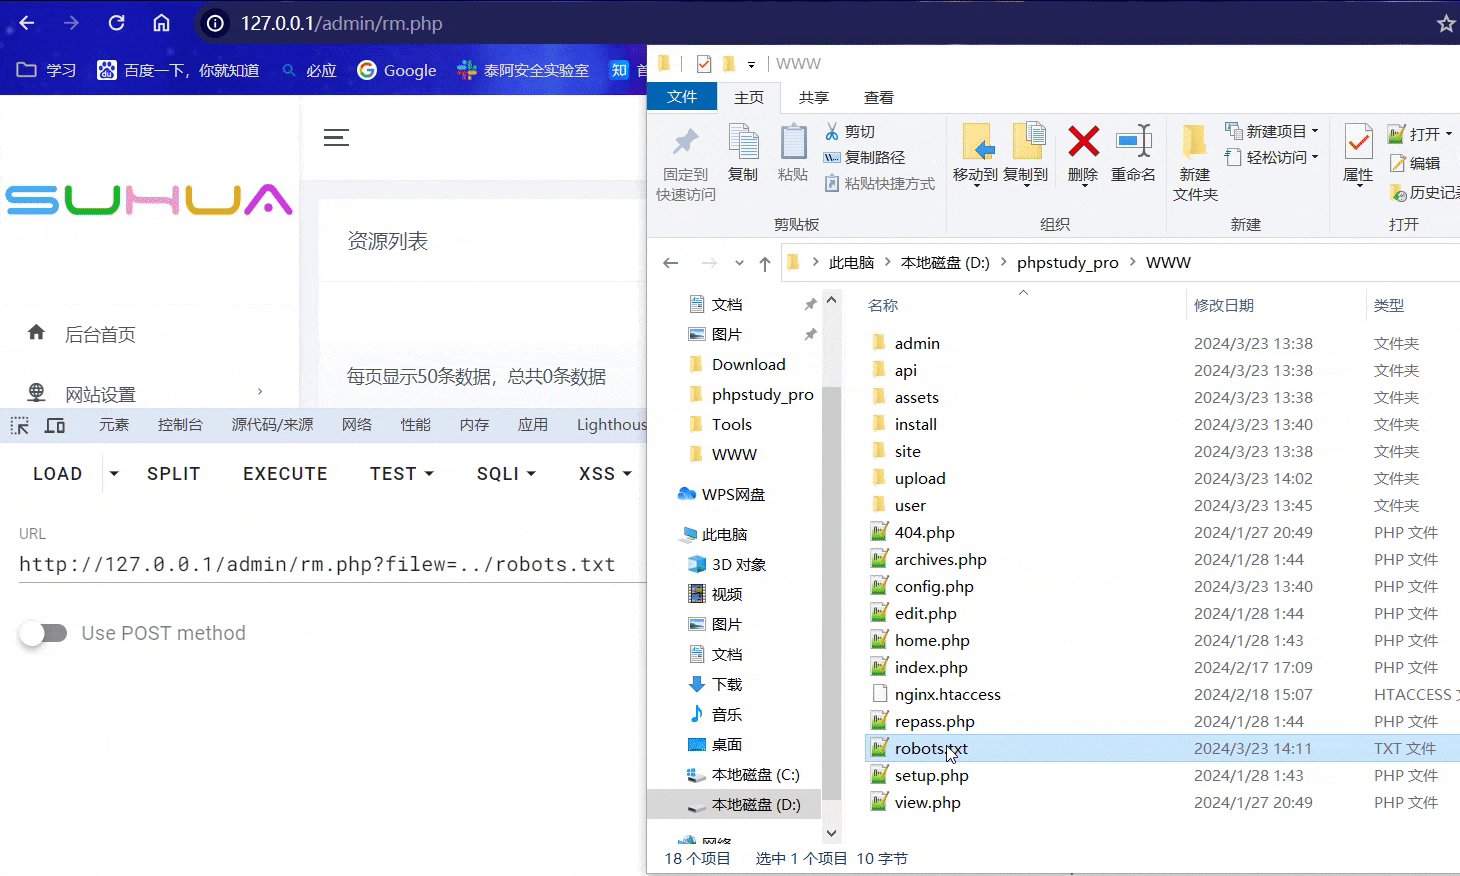 127.0.0.1/admin/rm.php
学习
百度一下，你就知道
必应
Google
泰阿安全实验室
知
SUHUA
资源列表
后台首页
每页显示50条数据，总共0条数据
网站设置
元素
控制台
源代码/来源
网络
性能
内存
应用
Lighthous
LOAD
SPLIT
EXECUTE
TEST
SQLI
XSS
URL
http://127.0.0.1/admin/rm.php?filew=../robots.txt
Use POST method
WWW
文件
主页
共享
查看
固定到
快速访问
复制
粘贴
剪切
复制路径
粘贴快捷方式
剪贴板
移动到
复制到
删除
重命名
组织
新建
文件夹
新建项目
轻松访问
新建
属性
打开
编辑
历史记录
打开
此电脑
本地磁盘 (D:)
phpstudy_pro
WWW
文档
图片
Download
phpstudy_pro
Tools
WWW
WPS网盘
此电脑
3D 对象
视频
图片
文档
下载
音乐
桌面
本地磁盘 (C:)
本地磁盘 (D:)
网络
名称 修改日期 类型
admin 2024/3/23 13:38 文件夹
api 2024/3/23 13:38 文件夹
assets 2024/3/23 13:38 文件夹
install 2024/3/23 13:40 文件夹
site 2024/3/23 13:38 文件夹
upload 2024/3/23 14:02 文件夹
user 2024/3/23 13:45 文件夹
404.php 2024/1/27 20:49 PHP 文件
archives.php 2024/1/28 1:44 PHP 文件
config.php 2024/3/23 13:40 PHP 文件
edit.php 2024/1/28 1:44 PHP 文件
home.php 2024/1/28 1:43 PHP 文件
index.php 2024/2/17 17:09 PHP 文件
nginx.htaccess 2024/2/18 15:07 HTACCESS
repass.php 2024/1/28 1:44 PHP 文件
robots.txt 2024/3/23 14:11 TXT 文件
setup.php 2024/1/28 1:43 PHP 文件
view.php 2024/1/27 20:49 PHP 文件
18 个项目
选中 1 个项目 10 字节